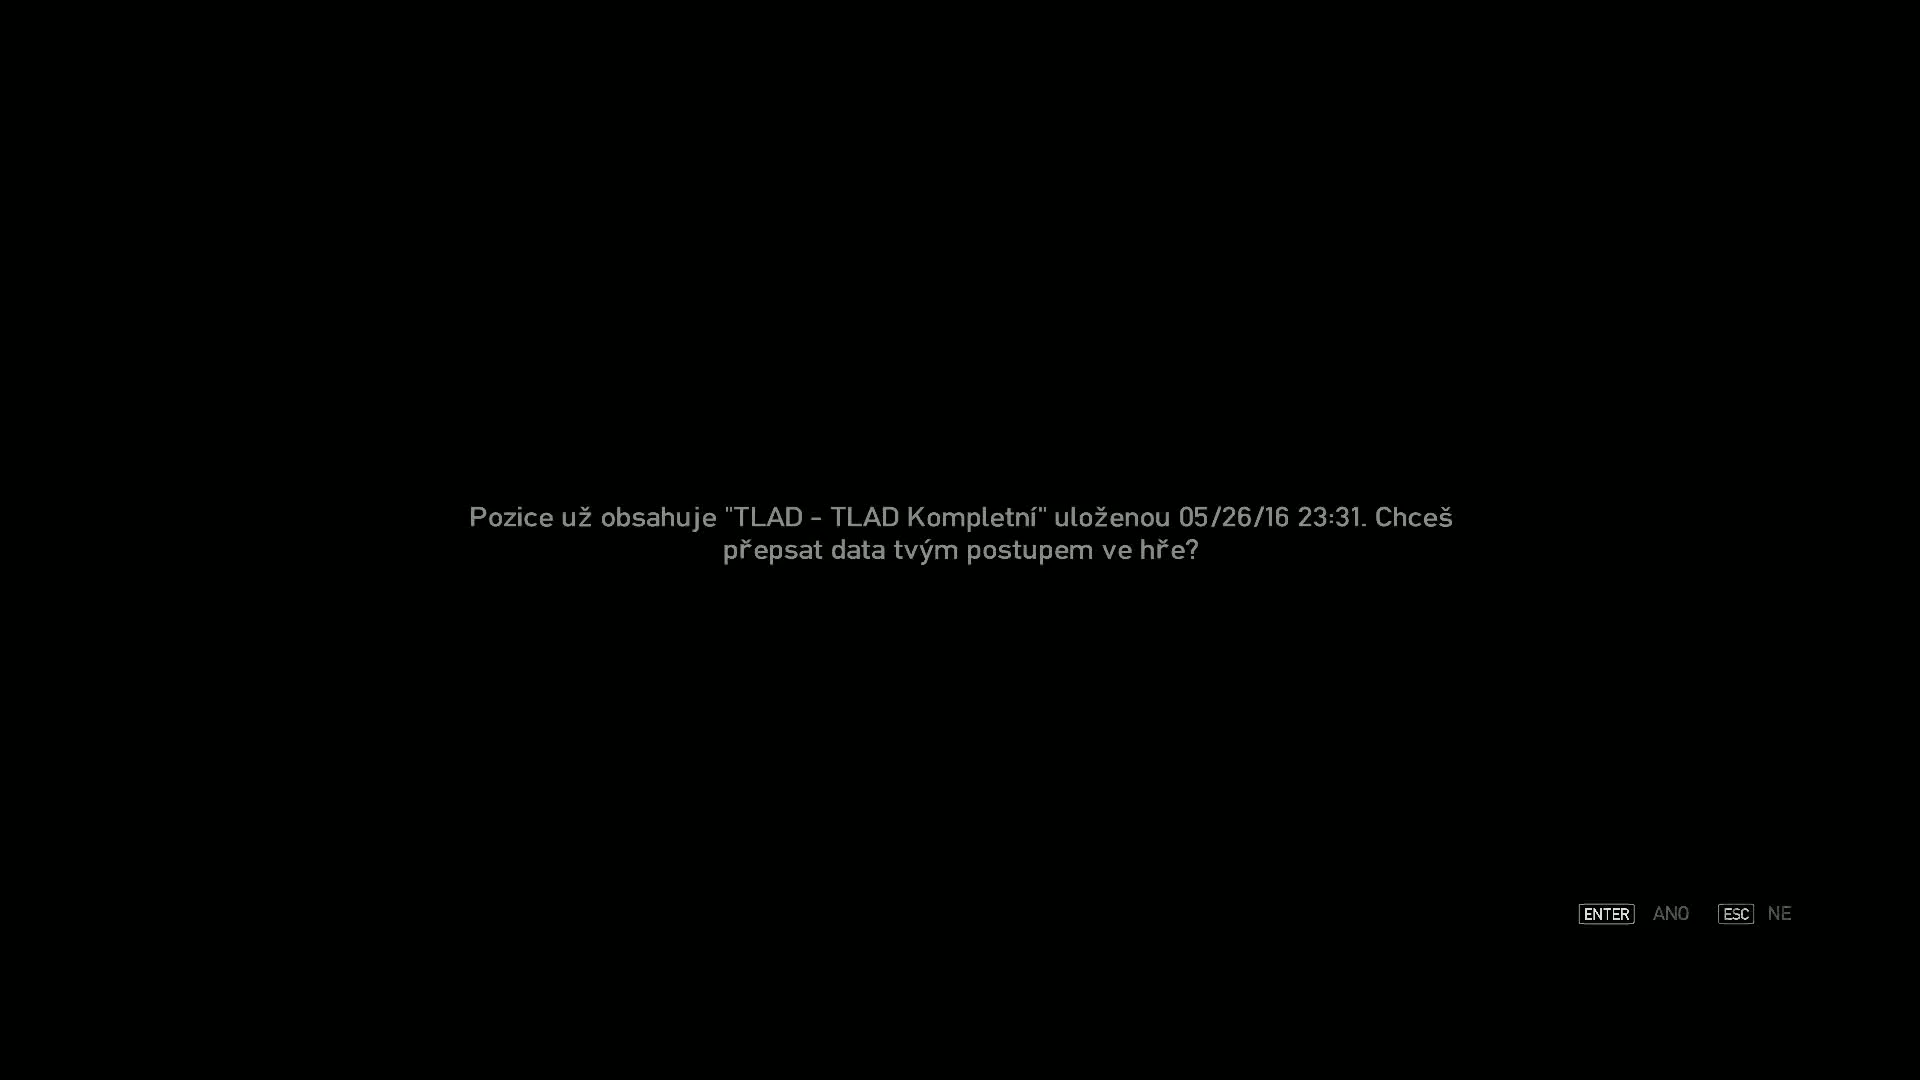 Pozice už obsahuje "TLAD - TLAD Kompletní" uloženou 05/26/16 23:31. Chceš
přepsat data tvým postupem ve hře?
ENTER ANO ESC NE